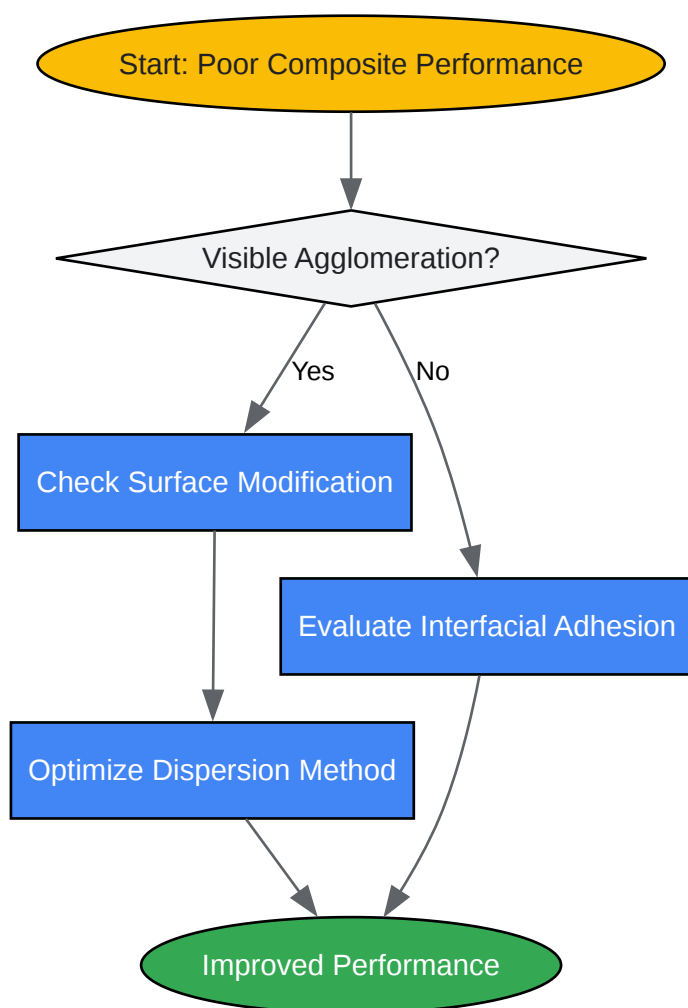 Start: Poor Composite Performance
Visible Agglomeration?
Yes
No
Check Surface Modification
Evaluate Interfacial Adhesion
Optimize Dispersion Method
Improved Performance